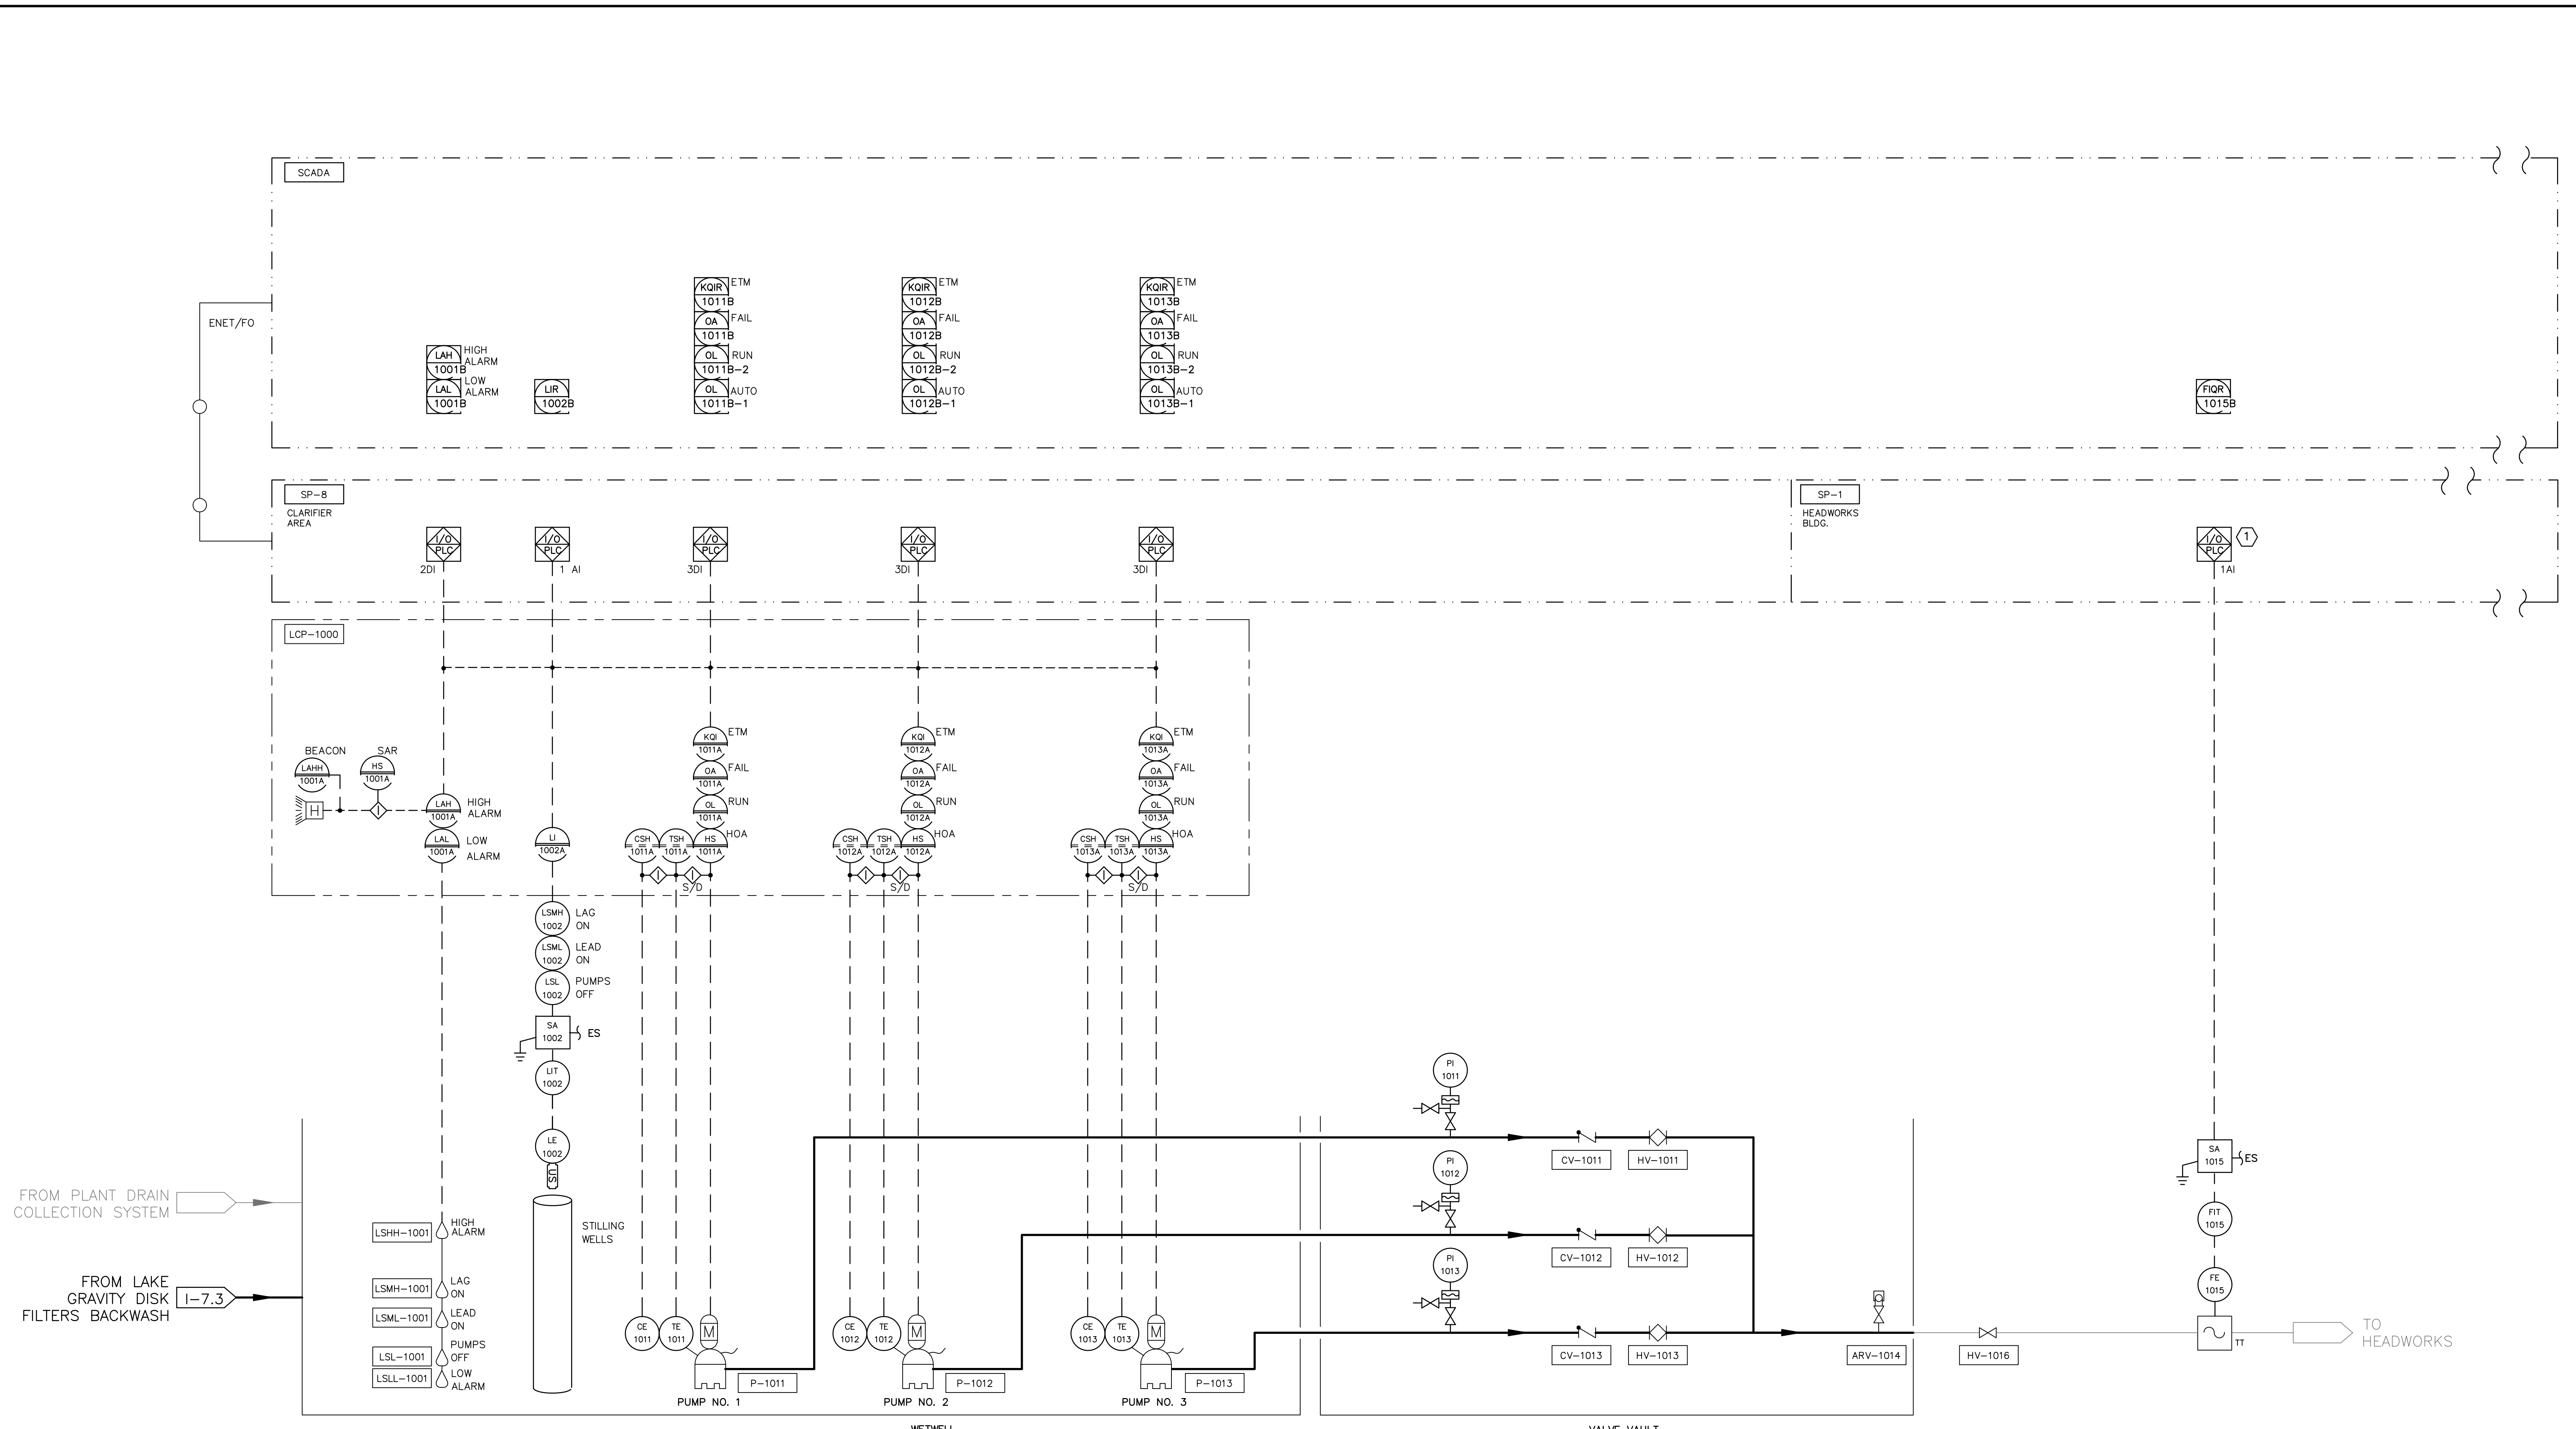 SCADA
ENET/FO
LAH
1001B
HIGH
ALARM
LAL
1001B
LOW
ALARM
LIR
1002B
KQIR
1011B
ETM
OA
1011B
FAIL
OL
1011B-2
RUN
OL
1011B-1
AUTO
KQIR
1012B
ETM
OA
1012B
FAIL
OL
1012B-2
RUN
OL
1012B-1
AUTO
KQIR
1013B
ETM
OA
1013B
FAIL
OL
1013B-2
RUN
OL
1013B-1
AUTO
FIQR
1015B
SP-8
CLARIFIER
AREA
I/O
PLC
2DI
I/O
PLC
1 AI
I/O
PLC
3DI
I/O
PLC
3DI
I/O
PLC
3DI
SP-1
HEADWORKS
BLDG.
I/O
PLC
1
1AI
LCP-1000
BEACON
LAHH
1001A
H
SAR
HS
1001A
I
LAH
1001A
HIGH
ALARM
LAL
1001A
LOW
ALARM
LI
1002A
KQI
1011A
ETM
OA
1011A
FAIL
OL
1011A
RUN
CSH
1011A
TSH
1011A
HS
1011A
HOA
I
I
S/D
KQI
1012A
ETM
OA
1012A
FAIL
OL
1012A
RUN
CSH
1012A
TSH
1012A
HS
1012A
HOA
I
I
S/D
KQI
1013A
ETM
OA
1013A
FAIL
OL
1013A
RUN
CSH
1013A
TSH
1013A
HS
1013A
HOA
I
I
S/D
LSMH
1002
LAG
ON
LSML
1002
LEAD
ON
LSL
1002
PUMPS
OFF
SA
1002
ES
LIT
1002
LE
1002
US
STILLING
WELLS
FROM PLANT DRAIN
COLLECTION SYSTEM
FROM LAKE
GRAVITY DISK
FILTERS BACKWASH
I-7.3
LSHH-1001
HIGH
ALARM
LSMH-1001
LAG
ON
LSML-1001
LEAD
ON
LSL-1001
PUMPS
OFF
LSLL-1001
LOW
ALARM
CE
1011
TE
1011
M
P-1011
PUMP NO. 1
CE
1012
TE
1012
M
P-1012
PUMP NO. 2
CE
1013
TE
1013
M
P-1013
PUMP NO. 3
WETWELL
PI
1011
CV-1011
HV-1011
PI
1012
CV-1012
HV-1012
PI
1013
CV-1013
HV-1013
ARV-1014
VALVE VAULT
HV-1016
SA
1015
ES
FIT
1015
FE
1015
TT
TO
HEADWORKS